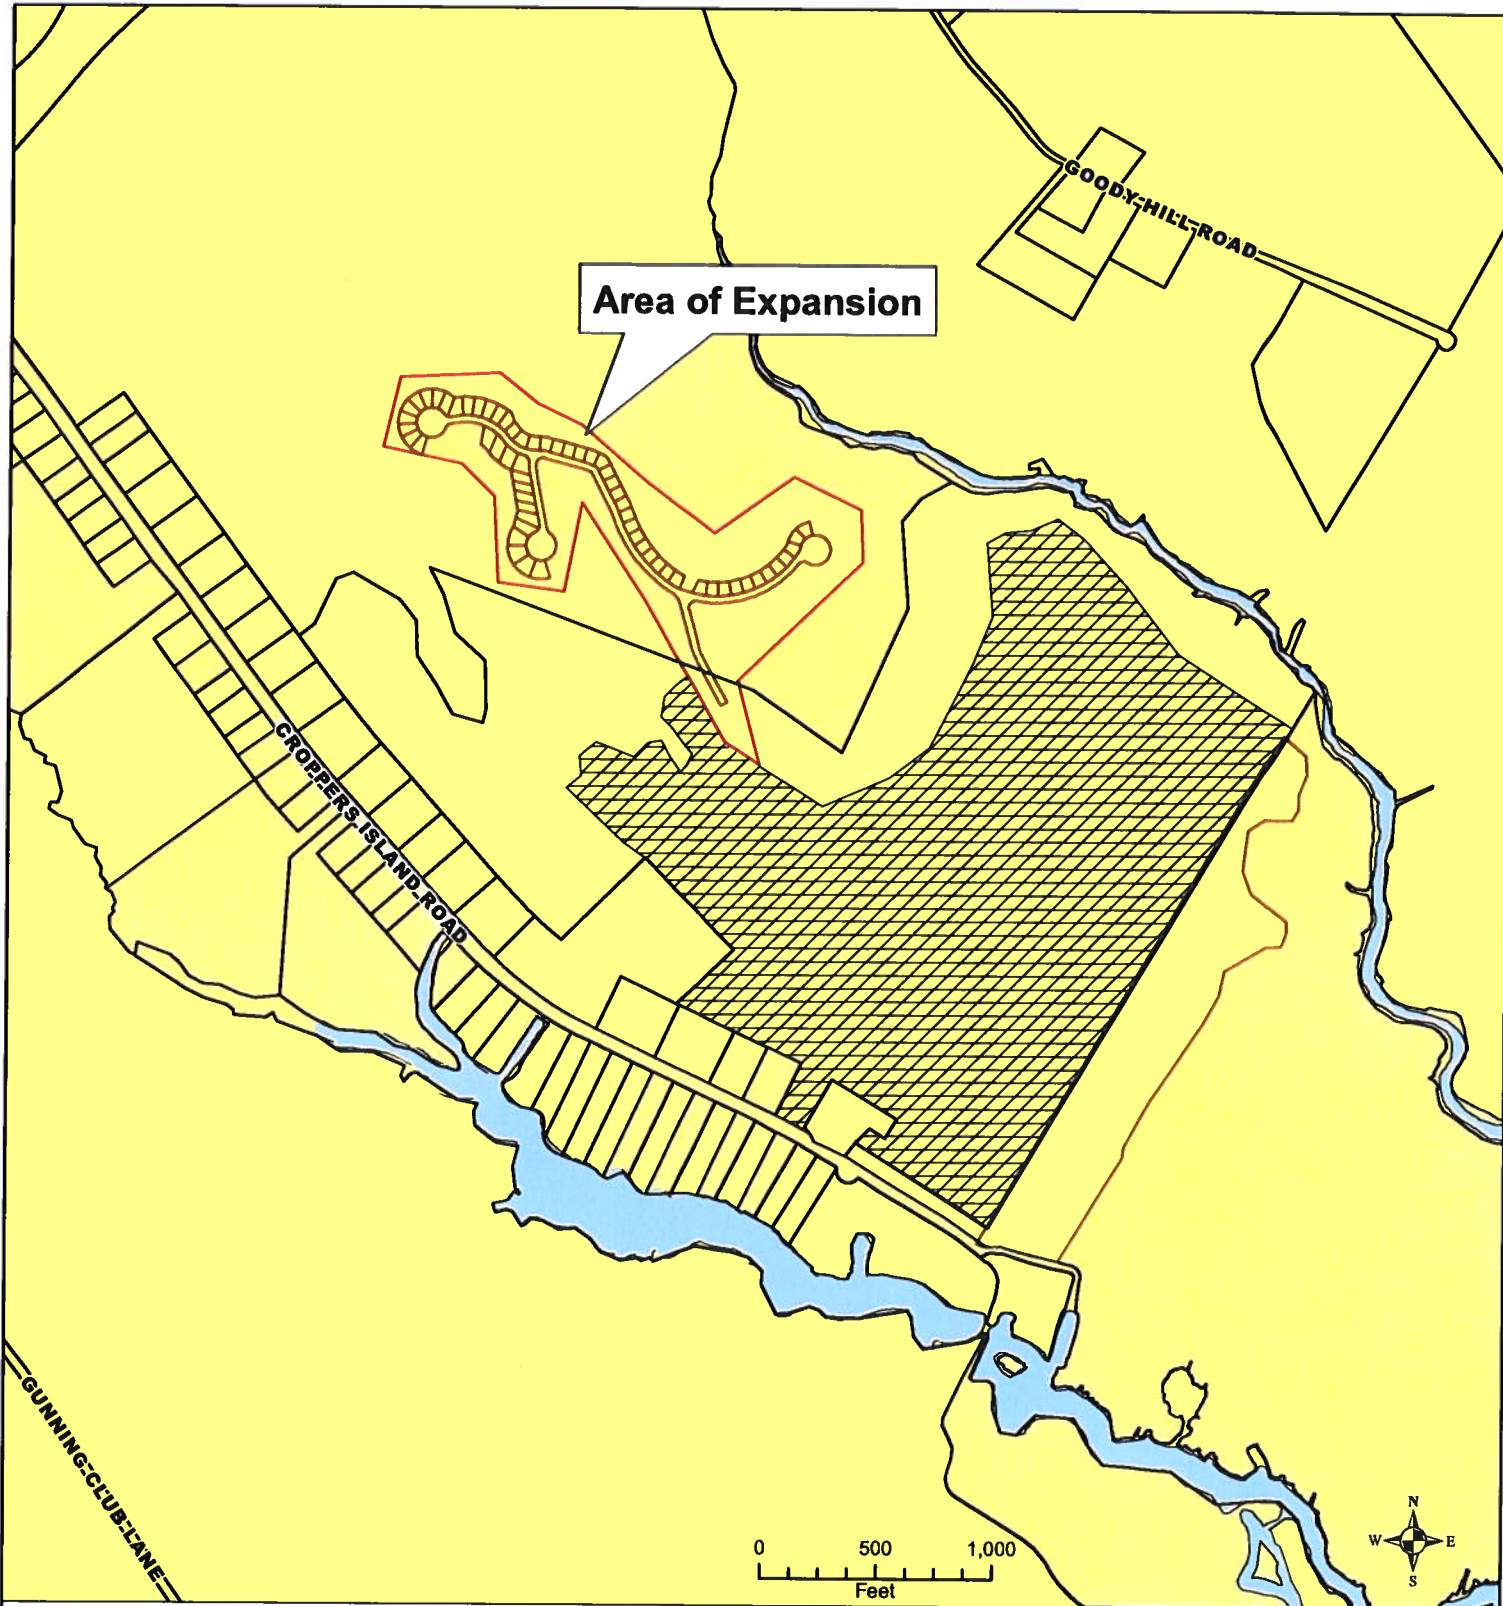 GOODY HILL ROAD
Area of Expansion
CROPPERS ISLAND ROAD
GUNNING CLUB LANE
0 500 1,000
Feet
N
W E
S